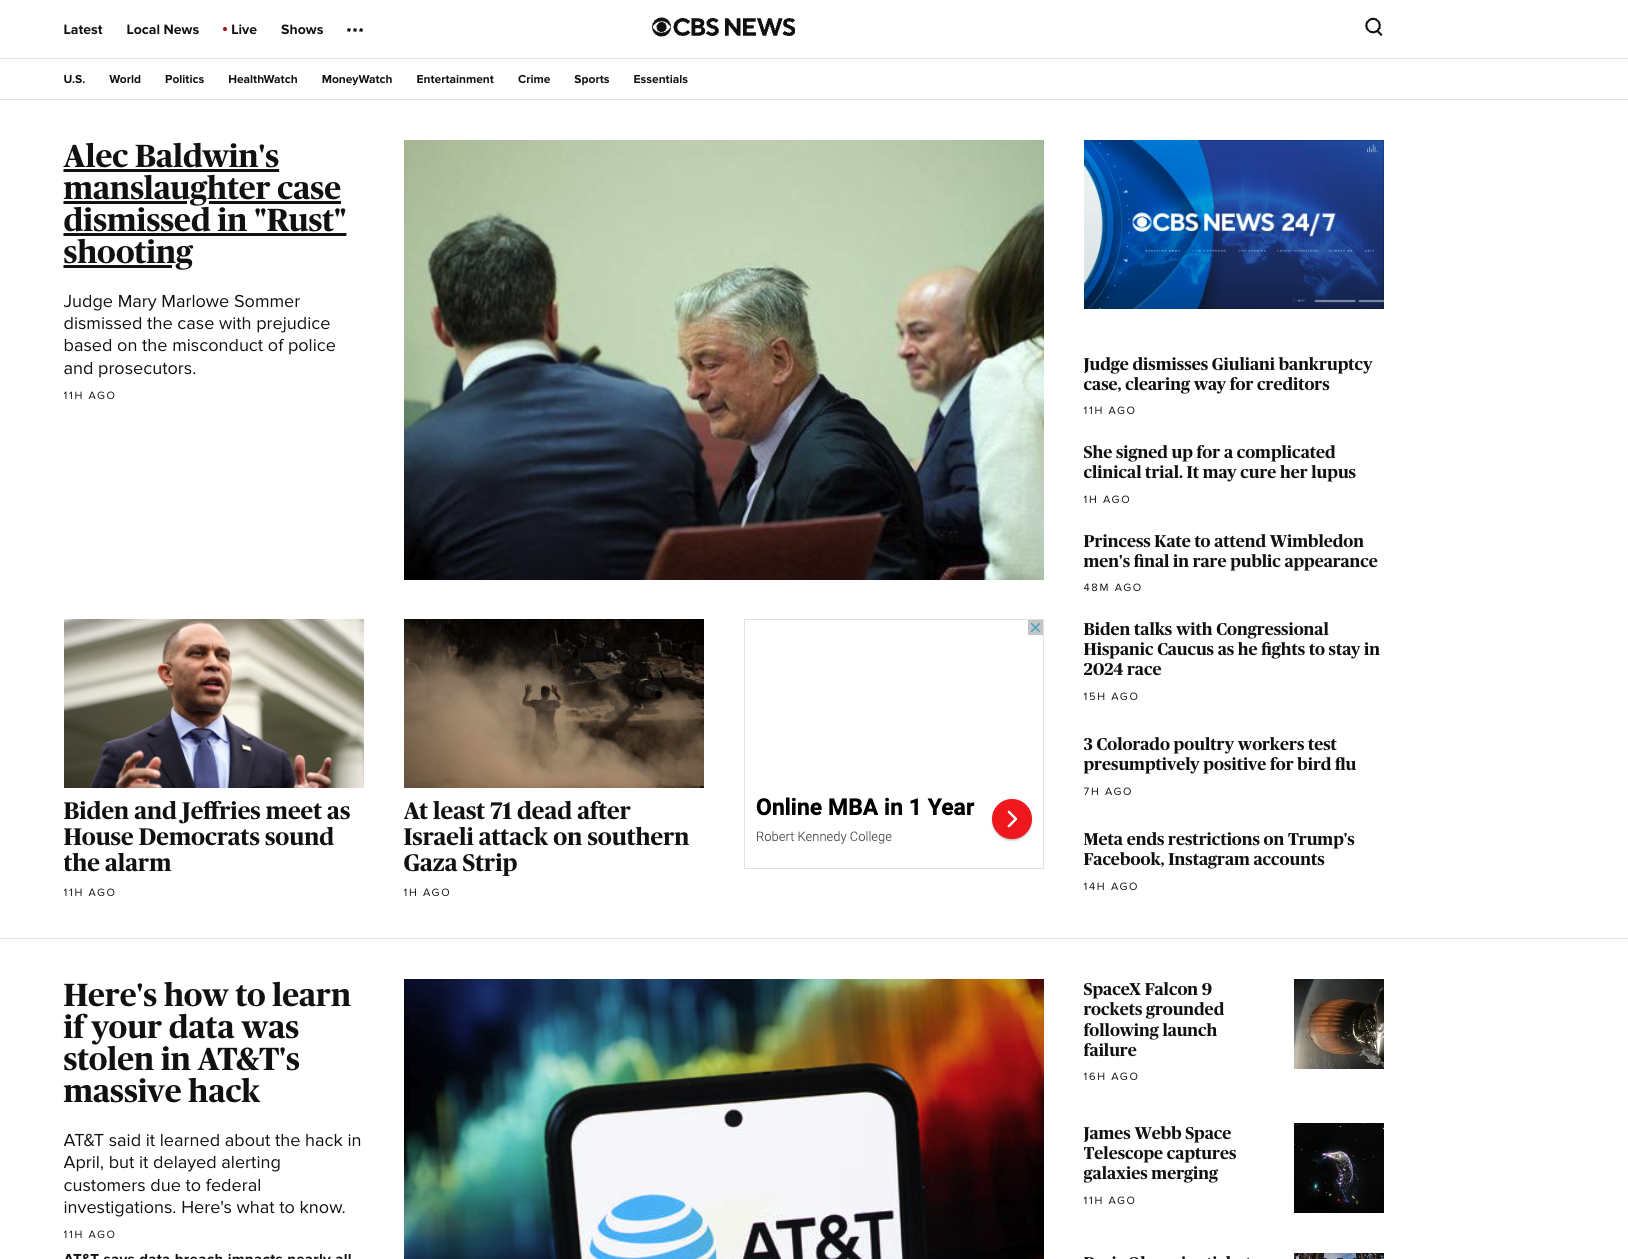 Latest
Local News
Live
Shows
CBS NEWS
U.S.
World
Politics
HealthWatch
MoneyWatch
Entertainment
Crime
Sports
Essentials
Alec Baldwin's
manslaughter case
dismissed in "Rust"
shooting
Judge Mary Marlowe Sommer
dismissed the case with prejudice
based on the misconduct of police
and prosecutors.
11H AGO
CBS NEWS 24/7
Judge dismisses Giuliani bankruptcy
case, clearing way for creditors
11H AGO
She signed up for a complicated
clinical trial. It may cure her lupus
1H AGO
Princess Kate to attend Wimbledon
men's final in rare public appearance
48M AGO
Biden talks with Congressional
Hispanic Caucus as he fights to stay in
2024 race
15H AGO
3 Colorado poultry workers test
presumptively positive for bird flu
7H AGO
Meta ends restrictions on Trump's
Facebook, Instagram accounts
14H AGO
Biden and Jeffries meet as
House Democrats sound
the alarm
11H AGO
At least 71 dead after
Israeli attack on southern
Gaza Strip
1H AGO
Online MBA in 1 Year
Robert Kennedy College
Here's how to learn
if your data was
stolen in AT&T's
massive hack
AT&T said it learned about the hack in
April, but it delayed alerting
customers due to federal
investigations. Here's what to know.
11H AGO
AT&T says data breach impacts nearly all
AT&T
SpaceX Falcon 9
rockets grounded
following launch
failure
16H AGO
James Webb Space
Telescope captures
galaxies merging
11H AGO